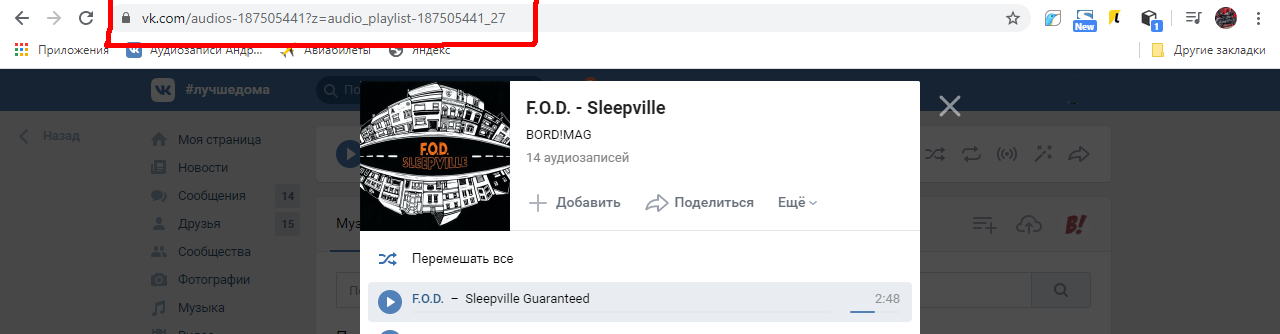 vk.com/audios-187505441?z=audio_playlist-187505441_27
New
1
Приложения
Аудиозаписи Андр...
Авиабилеты
Яндекс
Другие закладки
#лучшедома
По
Назад
F.O.D.
SLEEPVILLE
F.O.D. - Sleepville
BORD!MAG
14 аудиозаписей
Добавить
Поделиться
Ещё
Моя страница
Новости
Сообщения 14
Друзья 15
Сообщества
Фотографии
Музыка
Муз
B!
Перемешать все
F.O.D. – Sleepville Guaranteed 2:48